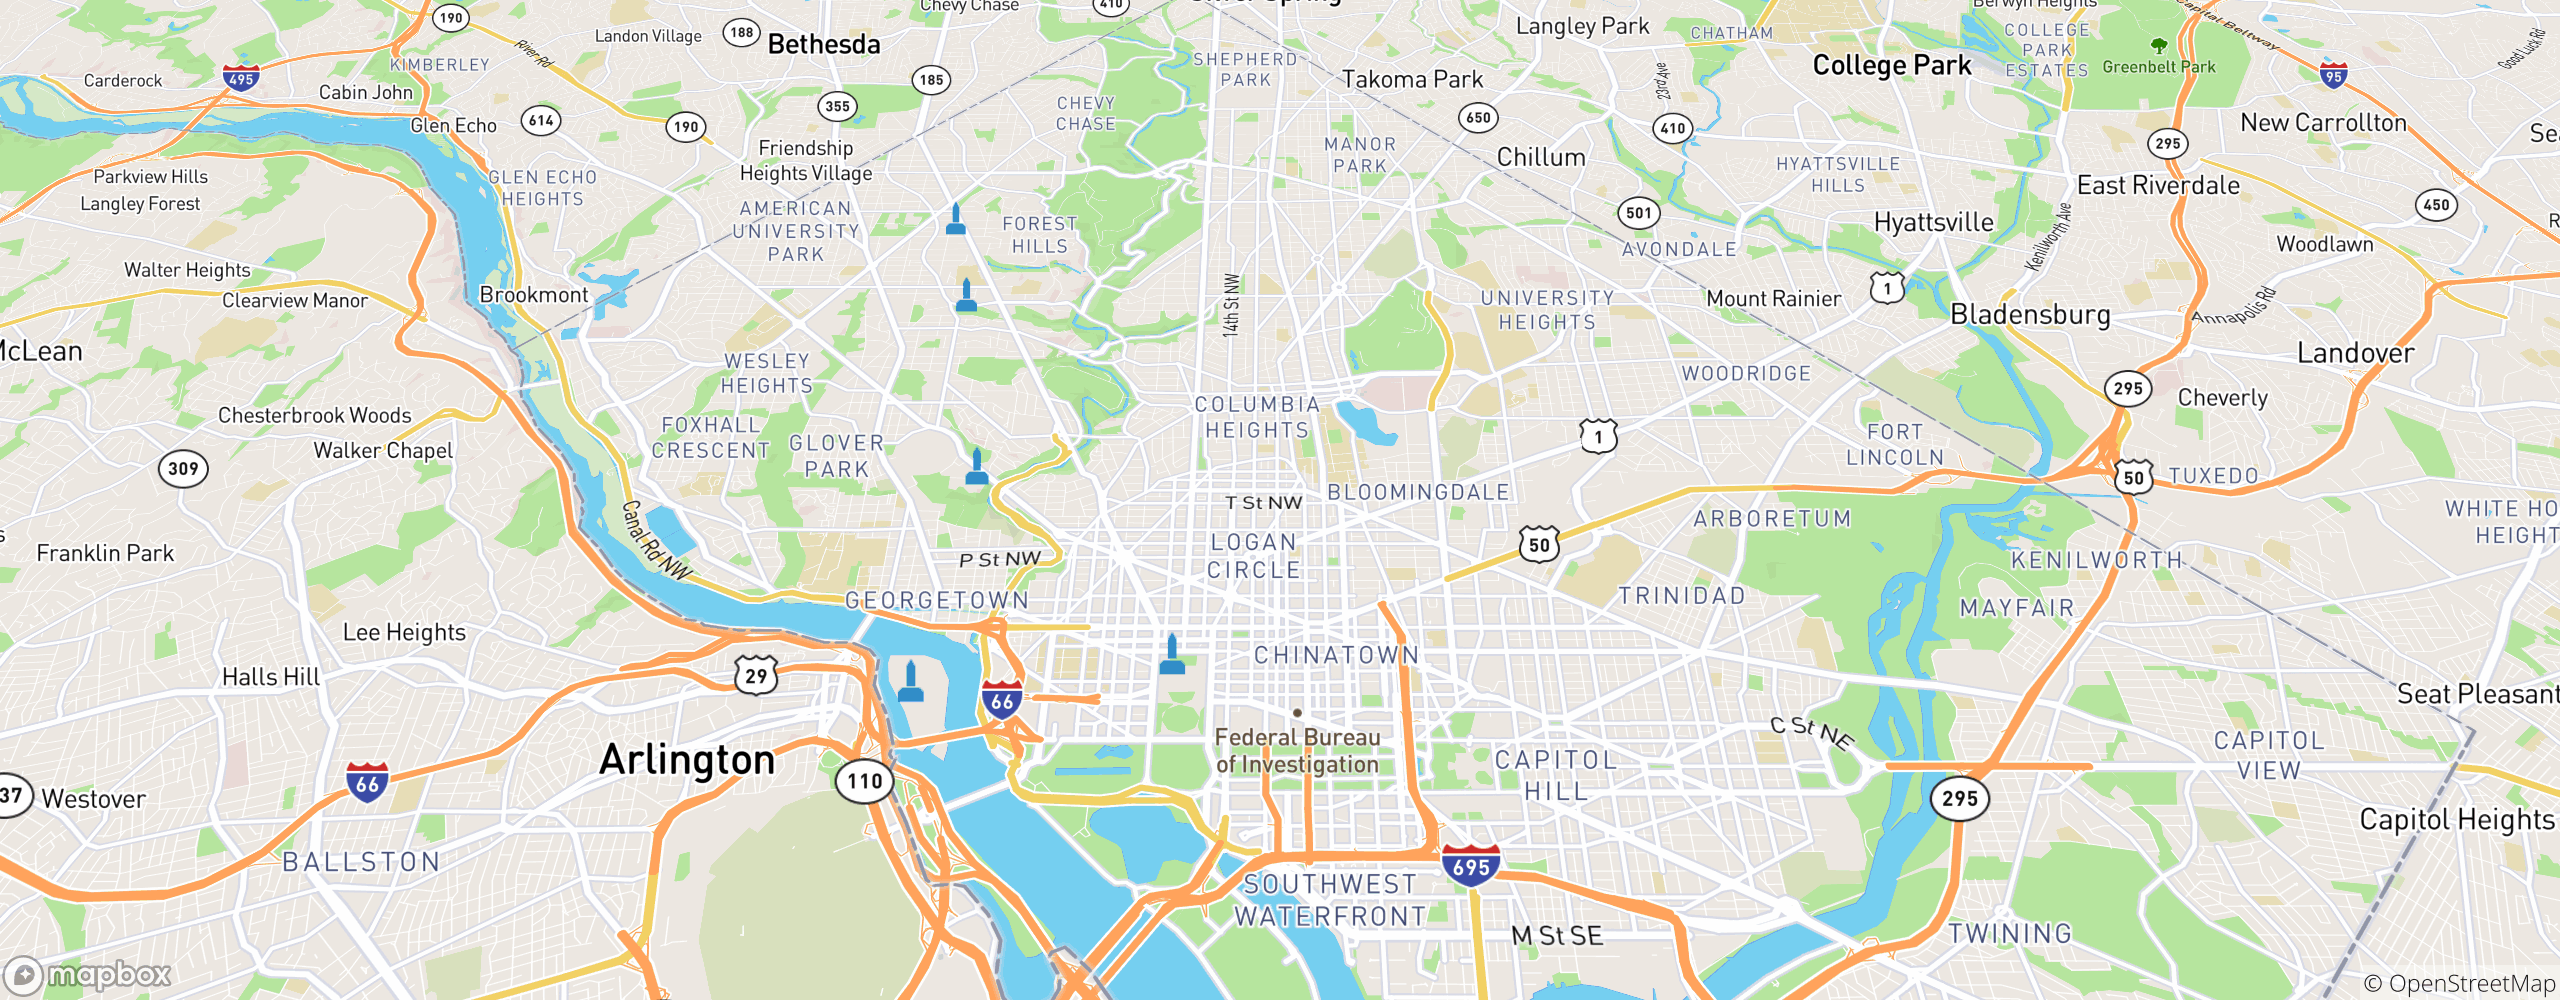 190
Chevy Chase
410
Berwyn Heights
Capital Beltway
Landon Village
188
Bethesda
Langley Park
CHATHAM
COLLEGE
PARK
ESTATES
Good Luck Rd
River Rd
KIMBERLEY
SHEPHERD
PARK
Takoma Park
College Park
Greenbelt Park
Carderock
495
Cabin John
185
23rd Ave
95
355
CHEVY
CHASE
Glen Echo
614
190
650
410
New Carrollton
Friendship
Heights Village
MANOR
PARK
Chillum
295
Parkview Hills
GLEN ECHO
HEIGHTS
HYATTSVILLE
HILLS
East Riverdale
Langley Forest
AMERICAN
UNIVERSITY
PARK
FOREST
HILLS
501
Hyattsville
Kenilworth Ave
450
AVONDALE
Woodlawn
Walter Heights
Clearview Manor
Brookmont
14th St NW
UNIVERSITY
HEIGHTS
Mount Rainier
1
Bladensburg
Annapolis Rd
McLean
Landover
WESLEY
HEIGHTS
WOODRIDGE
295
Cheverly
Chesterbrook Woods
COLUMBIA
HEIGHTS
FOXHALL
CRESCENT
GLOVER
PARK
1
FORT
LINCOLN
Walker Chapel
309
50
TUXEDO
T St NW
BLOOMINGDALE
Canal Rd NW
ARBORETUM
WHITE HO
HEIGHT
Franklin Park
P St NW
LOGAN
CIRCLE
50
KENILWORTH
GEORGETOWN
TRINIDAD
MAYFAIR
Lee Heights
Halls Hill
29
CHINATOWN
66
Seat Pleasant
Federal Bureau
of Investigation
C St NE
CAPITOL
VIEW
Arlington
CAPITOL
HILL
66
110
295
37
Westover
Capitol Heights
BALLSTON
695
SOUTHWEST
WATERFRONT
M St SE
TWINING
mapbox
© OpenStreetMap